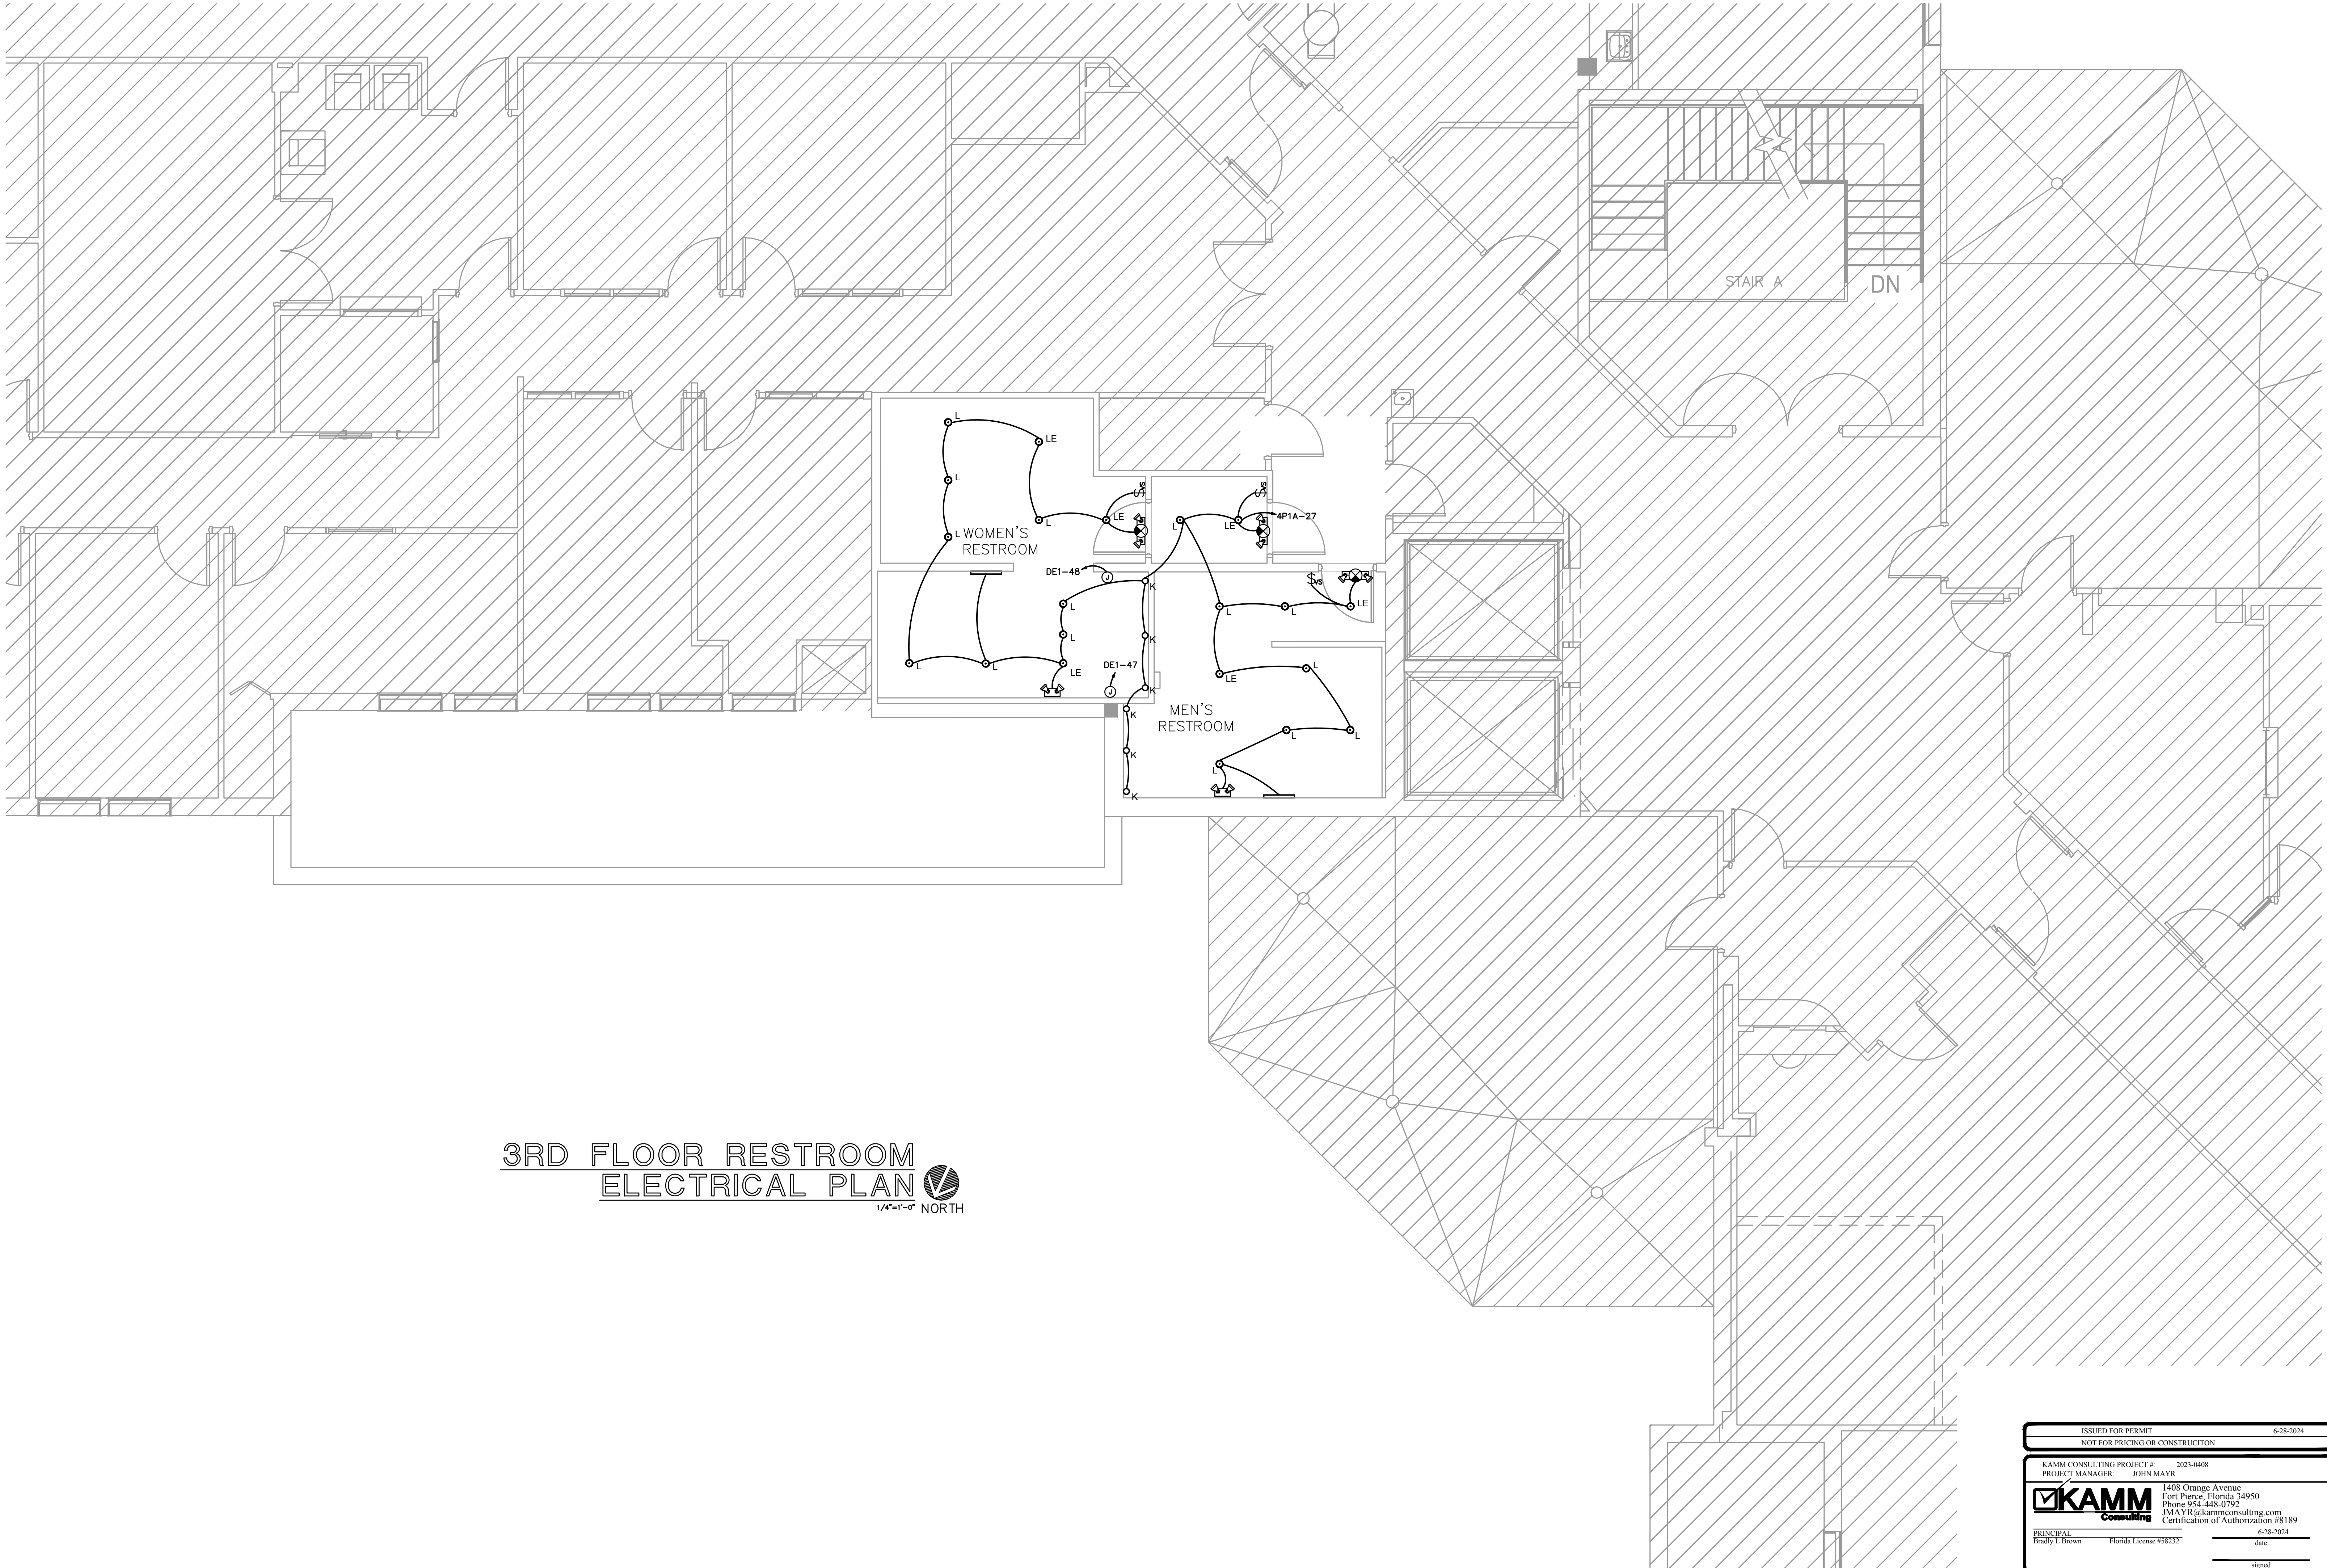 STAIR A
DN
L
LE
L
$vs
$vs
L
LE
L
LE
4P1A-27
L WOMEN'S
RESTROOM
DE1-48
J
$vs
K
L
L
L
LE
L
K
L
L
LE
DE1-47
J
K
L
LE
MEN'S
RESTROOM
K
L
L
K
L
K
3RD FLOOR RESTROOM
ELECTRICAL PLAN
1/4"=1'-0" NORTH
ISSUED FOR PERMIT 6-28-2024
NOT FOR PRICING OR CONSTRUCITON
KAMM CONSULTING PROJECT #: 2023-0408
PROJECT MANAGER: JOHN MAYR
KAMM
Consulting
1408 Orange Avenue
Fort Pierce, Florida 34950
Phone 954-448-0792
JMAYR@kammconsulting.com
Certification of Authorization #8189
PRINCIPAL 6-28-2024
Bradly L Brown Florida License #58232 date
signed